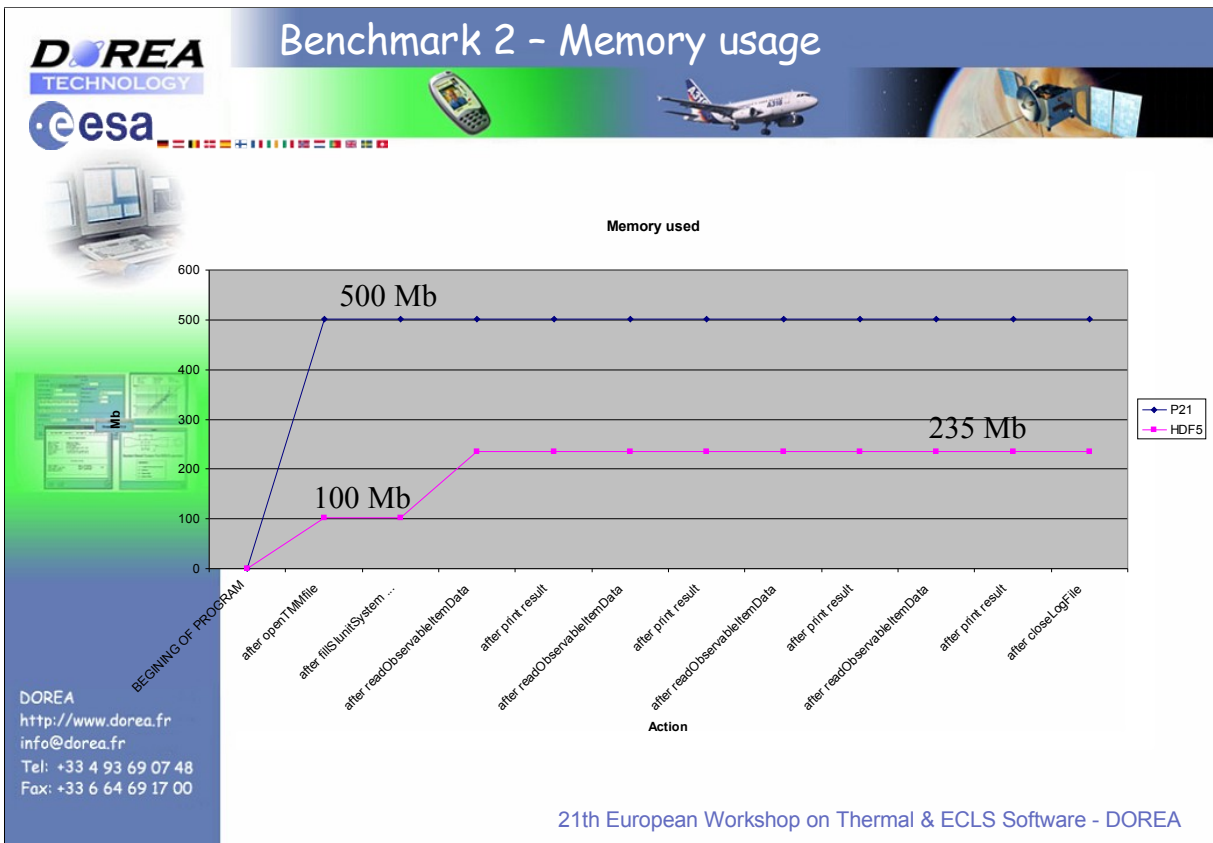 Benchmark 2 – Memory usage
DOREA
TECHNOLOGY
esa
Memory used
600
500
400
300
200
100
0
Mb
500 Mb
100 Mb
235 Mb
P21
HDF5
BEGINING OF PROGRAM
after openTMMfile
after fillSIunitSystem ...
after readObservableItemData
after print result
after readObservableItemData
after print result
after readObservableItemData
after print result
after readObservableItemData
after print result
after closeLogFile
Action
DOREA
http://www.dorea.fr
info@dorea.fr
Tel: +33 4 93 69 07 48
Fax: +33 6 64 69 17 00
21th European Workshop on Thermal & ECLS Software - DOREA